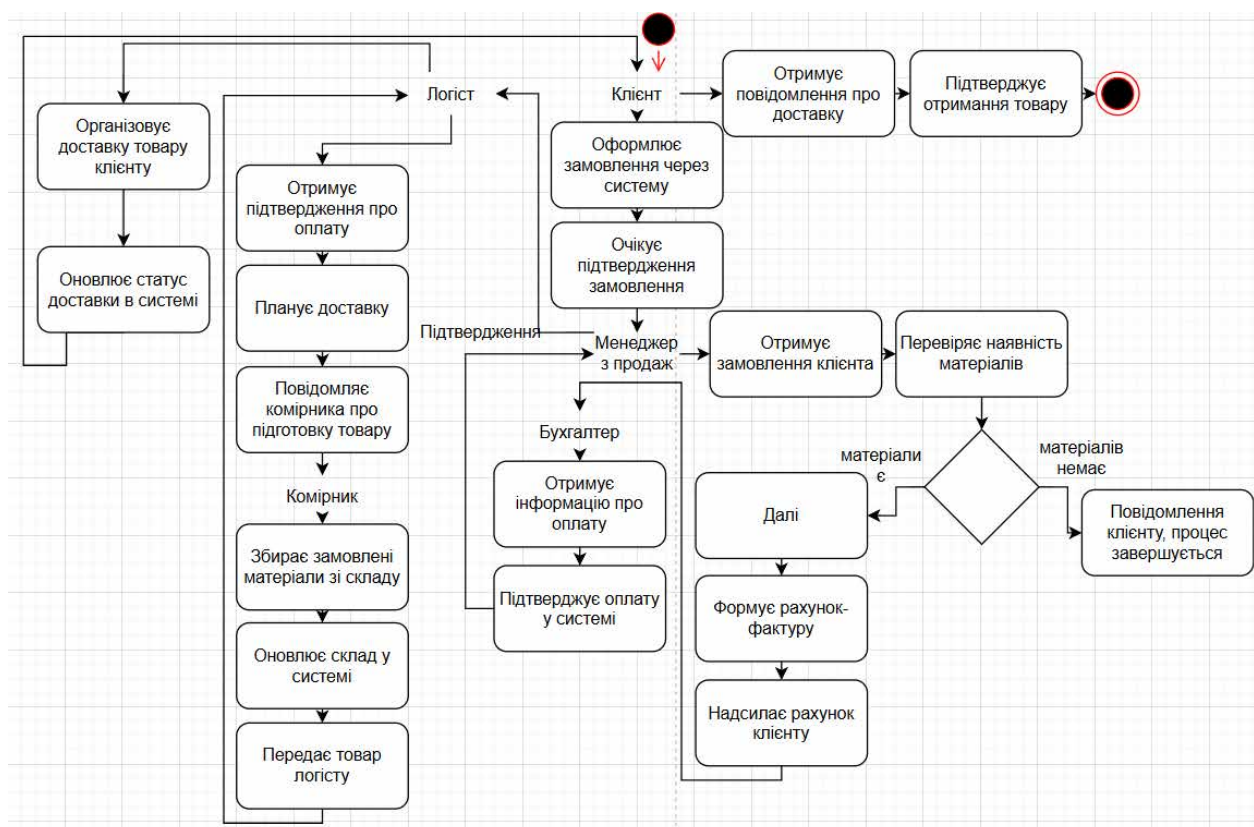 Логіст
Клієнт
Отримує
повідомлення про
доставку
Підтверджує
отримання товару
Організовує
доставку товару
клієнту
Оформлює
замовлення через
систему
Отримує
підтвердження про
оплату
Очікує
підтвердження
замовлення
Оновлює статус
доставки в системі
Планує доставку
Підтвердження
Менеджер
з продаж
Отримує
замовлення клієнта
Перевіряє наявність
матеріалів
Повідомляє
комірника про
підготовку товару
Бухгалтер
матеріали
є
матеріалів
немає
Комірник
Отримує
інформацію про
оплату
Далі
Повідомлення
клієнту, процес
завершується
Збирає замовлені
матеріали зі складу
Підтверджує оплату
у системі
Формує рахунок-
фактуру
Оновлює склад у
системі
Надсилає рахунок
клієнту
Передає товар
логісту